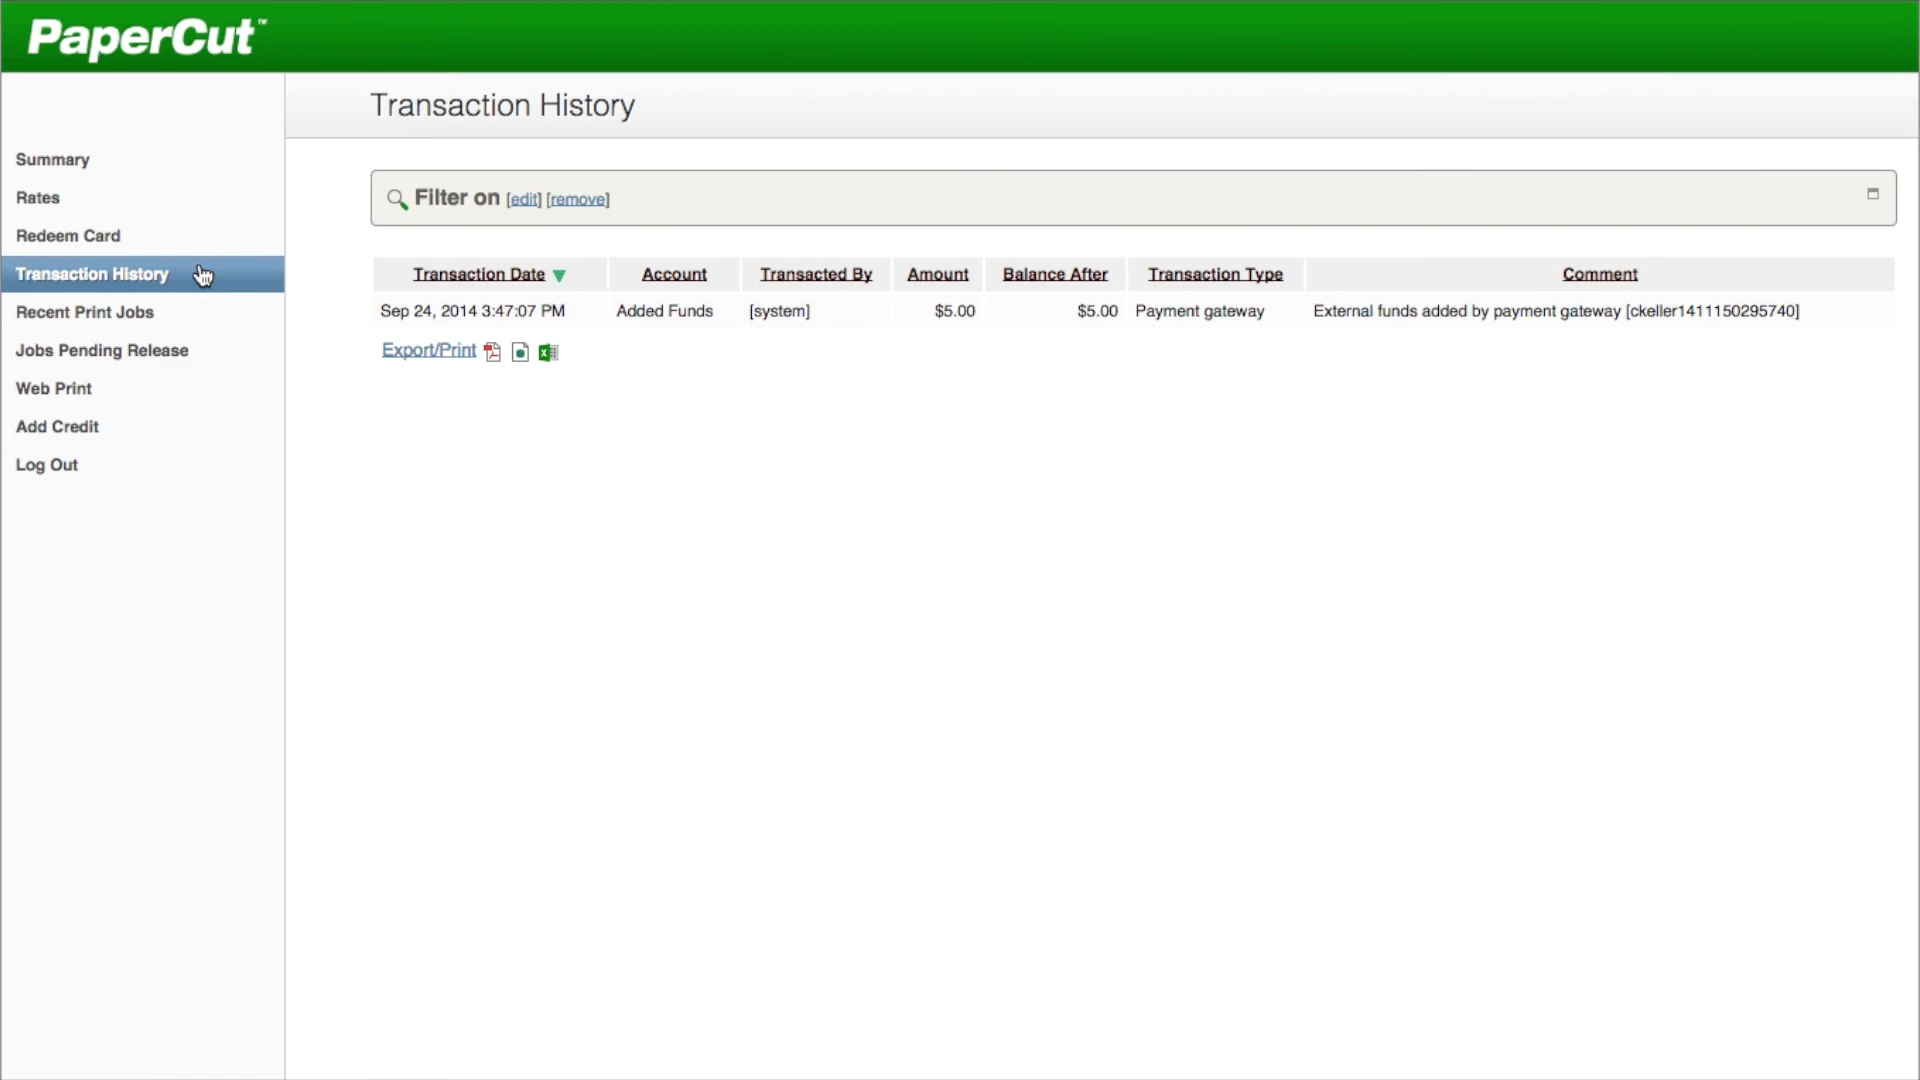 PaperCut™
Transaction History
Summary
Rates
Redeem Card
Transaction History
Recent Print Jobs
Jobs Pending Release
Web Print
Add Credit
Log Out
Filter on [edit] [remove]
Transaction Date Account Transacted By Amount Balance After Transaction Type Comment
Sep 24, 2014 3:47:07 PM Added Funds [system] $5.00 $5.00 Payment gateway External funds added by payment gateway [ckeller1411150295740]
Export/Print